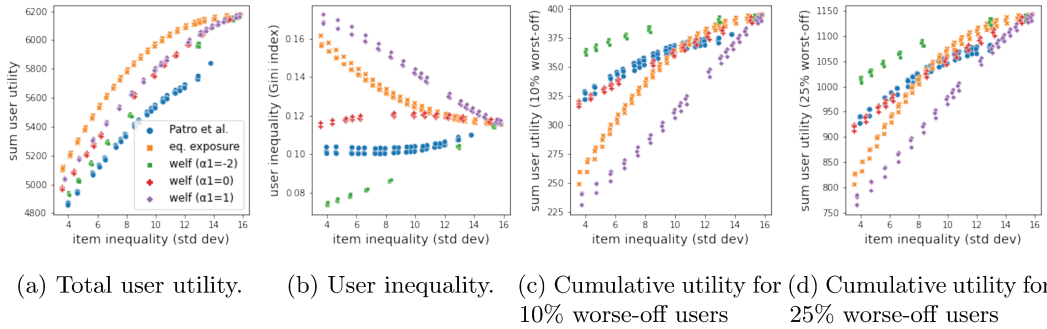 6200
6000
5800
5600
5400
5200
5000
4800
sum user utility
4 6 8 10 12 14 16
item inequality (std dev)
Patro et al.
eq. exposure
welf (α1=-2)
welf (α1=0)
welf (α1=1)
0.16
0.14
0.12
0.10
0.08
user inequality (Gini index)
4 6 8 10 12 14 16
item inequality (std dev)
400
375
350
325
300
275
250
225
sum user utility (10% worst-off)
4 6 8 10 12 14 16
item inequality (std dev)
1150
1100
1050
1000
950
900
850
800
750
sum user utility (25% worst-off)
4 6 8 10 12 14 16
item inequality (std dev)
(a) Total user utility.
(b) User inequality.
(c) Cumulative utility for
10% worse-off users
(d) Cumulative utility for
25% worse-off users